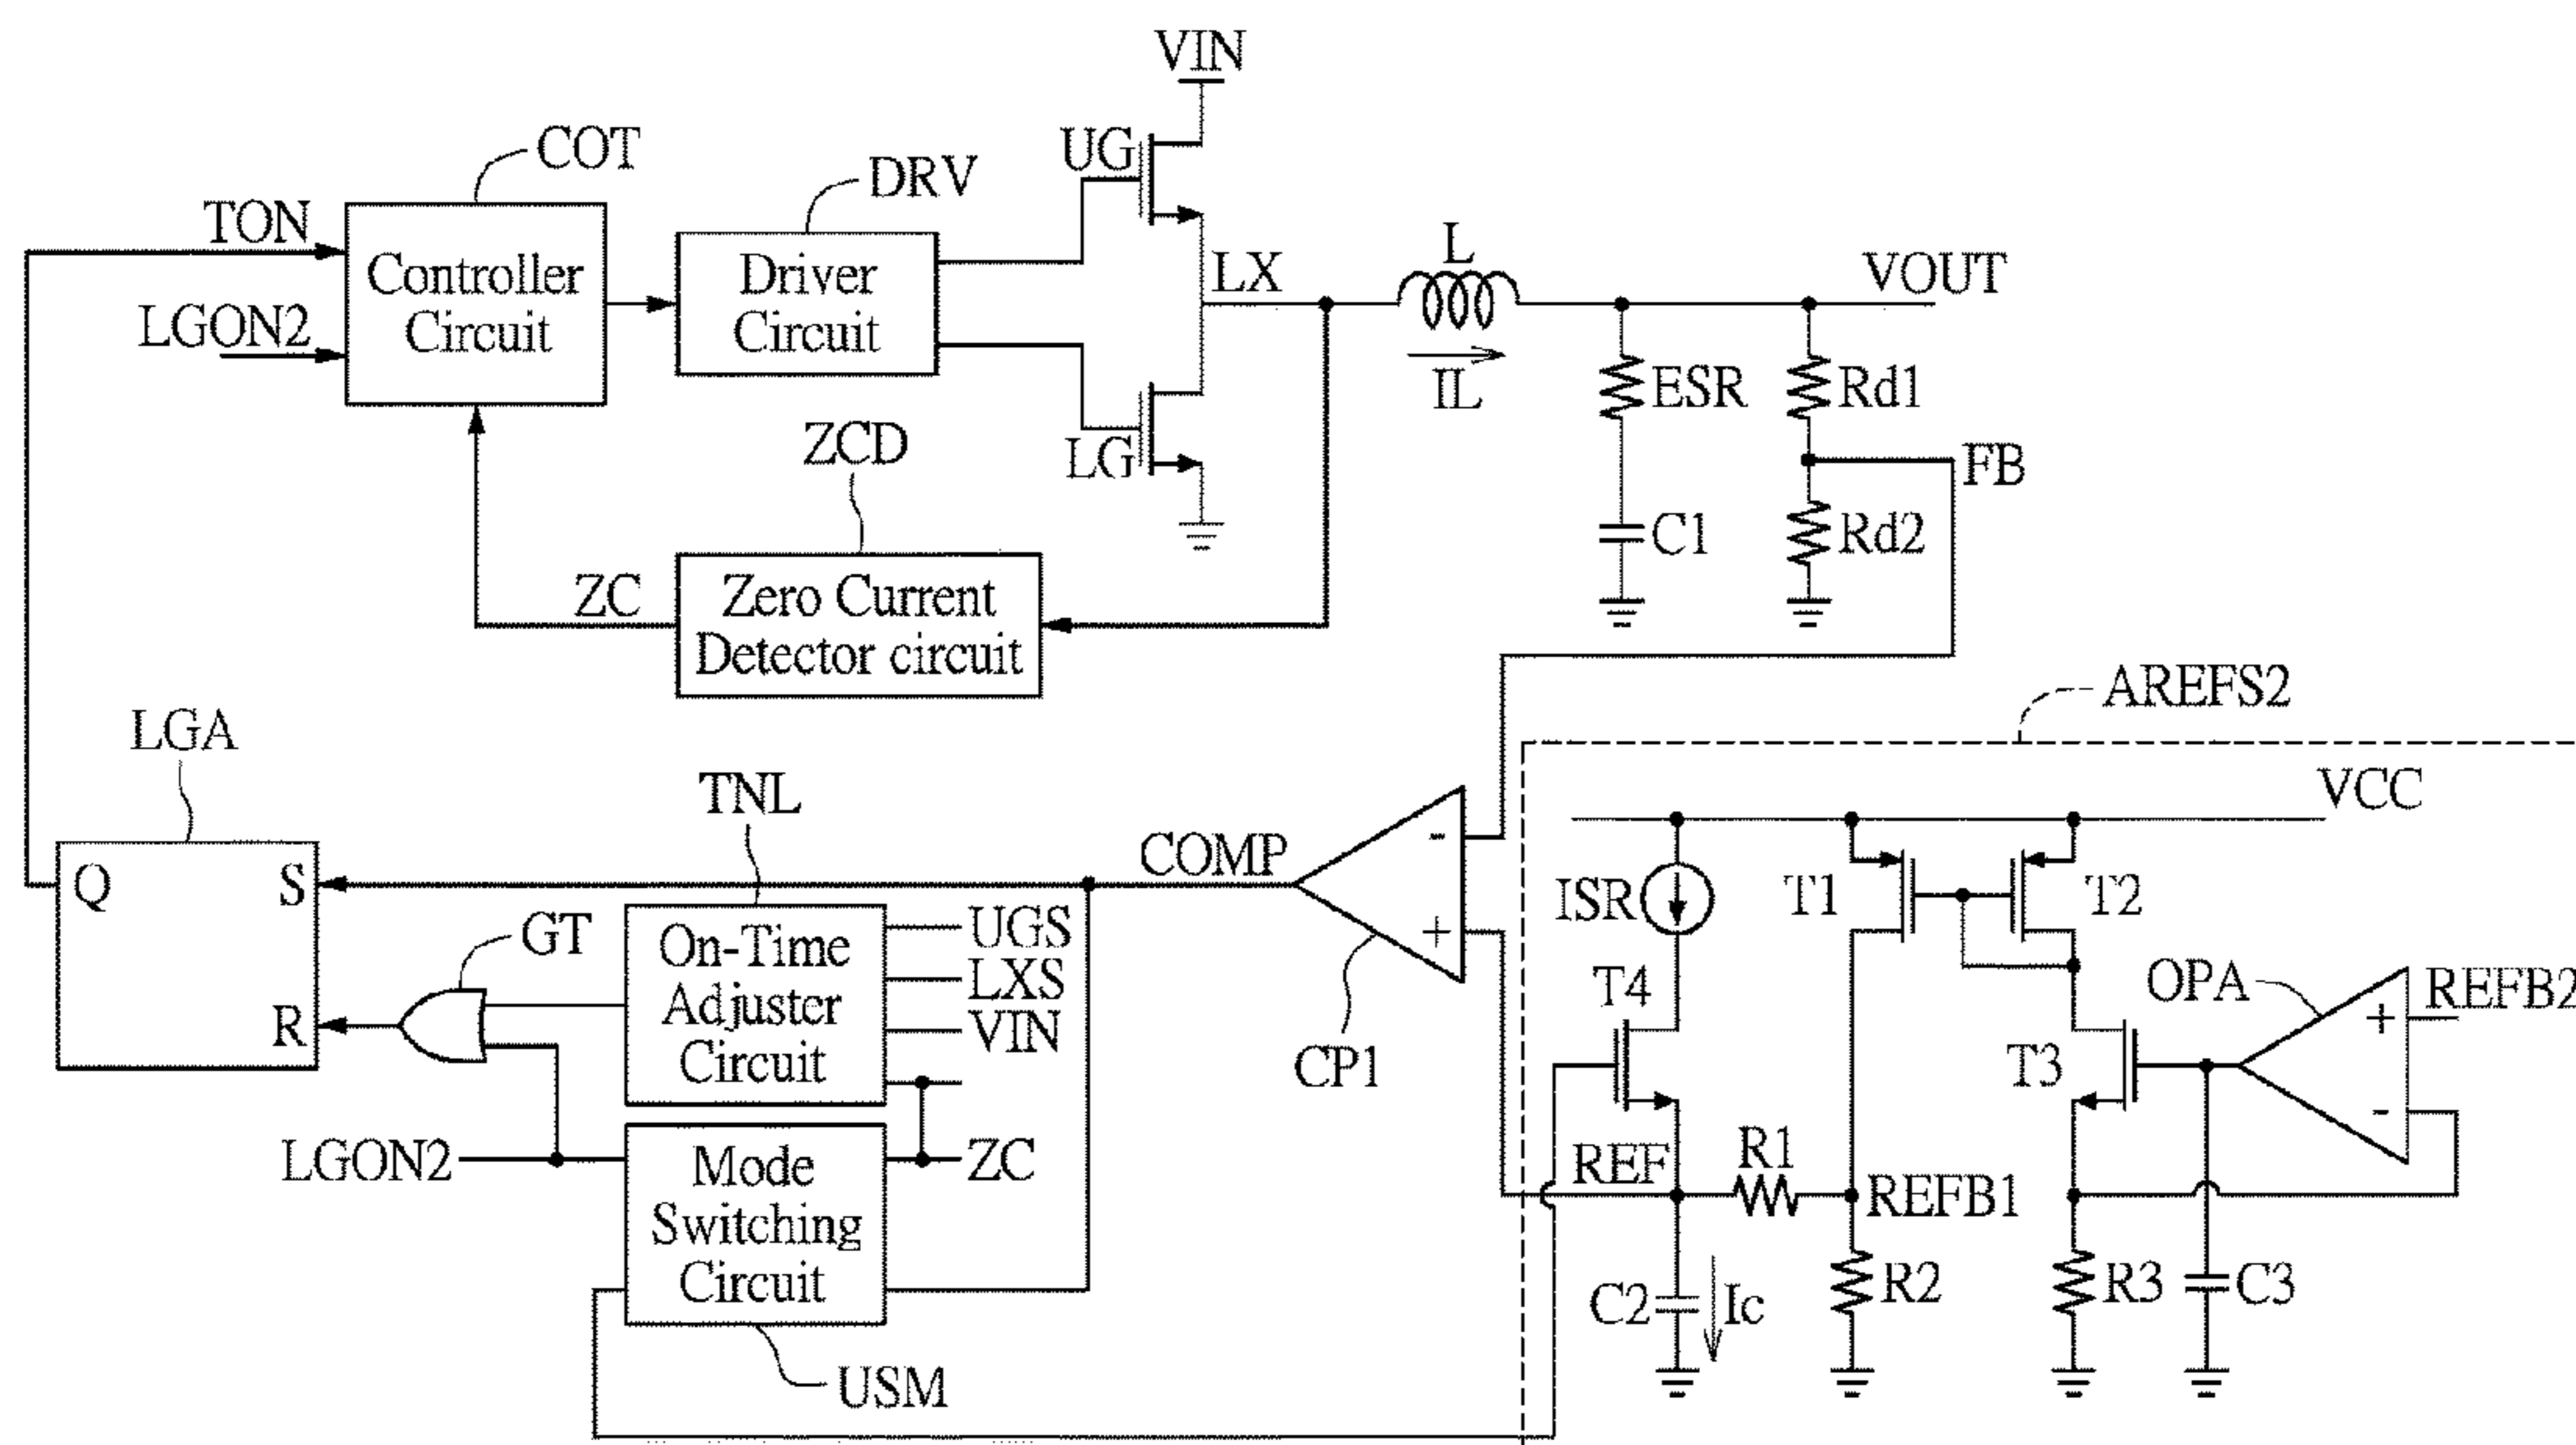 VIN
COT
UG
DRV
TON
Controller
Circuit
Driver
Circuit
LX
L
VOUT
LGON2
IL
ESR
Rd1
ZCD
LG
FB
C1
Rd2
ZC
Zero Current
Detector circuit
AREFS2
LGA
TNL
VCC
COMP
-
Q
S
ISR
T1
T2
GT
On-Time
Adjuster
Circuit
UGS
LXS
VIN
+
T4
OPA
+
REFB2
R
CP1
T3
-
LGON2
Mode
Switching
Circuit
ZC
REF
R1
REFB1
C2
Ic
R2
R3
C3
USM